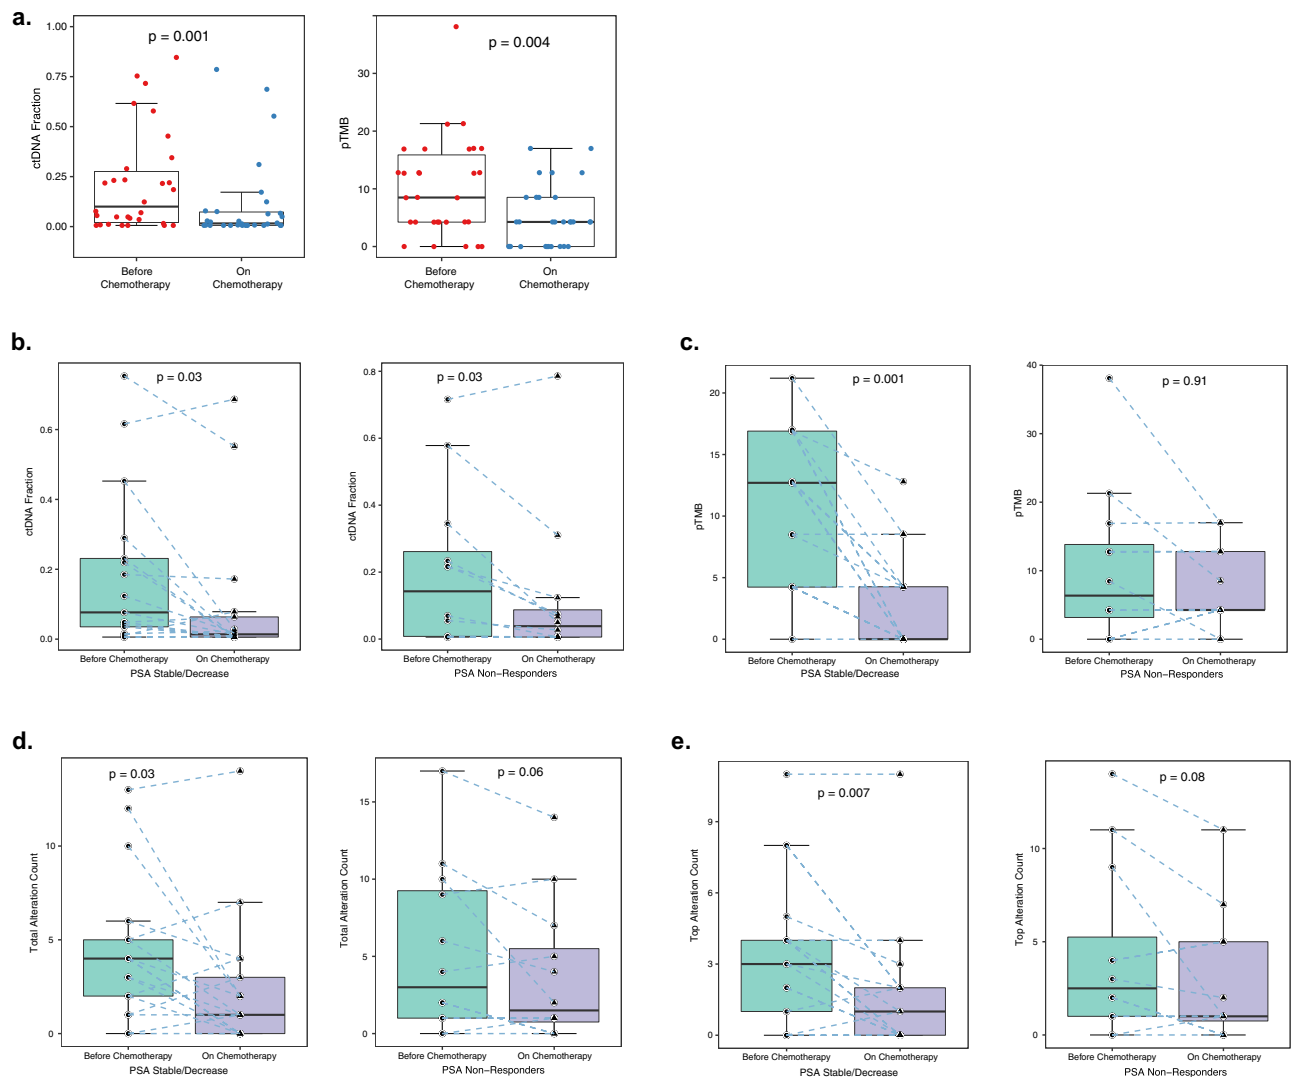 a.
p = 0.001
ctDNA Fraction
1.00
0.75
0.50
0.25
0.00
Before
Chemotherapy
On
Chemotherapy
p = 0.004
pTMB
30
20
10
0
Before
Chemotherapy
On
Chemotherapy
b.
p = 0.03
ctDNA Fraction
0.6
0.4
0.2
0.0
Before Chemotherapy
On Chemotherapy
PSA Stable/Decrease
p = 0.03
ctDNA Fraction
0.8
0.6
0.4
0.2
0.0
Before Chemotherapy
On Chemotherapy
PSA Non−Responders
c.
p = 0.001
pTMB
20
15
10
5
0
Before Chemotherapy
On Chemotherapy
PSA Stable/Decrease
p = 0.91
pTMB
40
30
20
10
0
Before Chemotherapy
On Chemotherapy
PSA Non−Responders
d.
p = 0.03
Total Alteration Count
10
5
0
Before Chemotherapy
On Chemotherapy
PSA Stable/Decrease
p = 0.06
Total Alteration Count
15
10
5
0
Before Chemotherapy
On Chemotherapy
PSA Non−Responders
e.
p = 0.007
Top Alteration Count
9
6
3
0
Before Chemotherapy
On Chemotherapy
PSA Stable/Decrease
p = 0.08
Top Alteration Count
10
5
0
Before Chemotherapy
On Chemotherapy
PSA Non−Responders